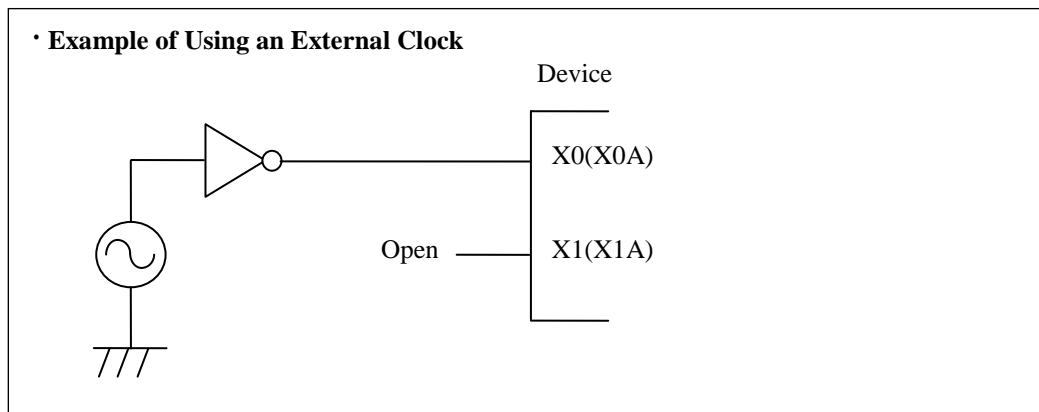 · Example of Using an External Clock
Device
X0(X0A)
Open
X1(X1A)